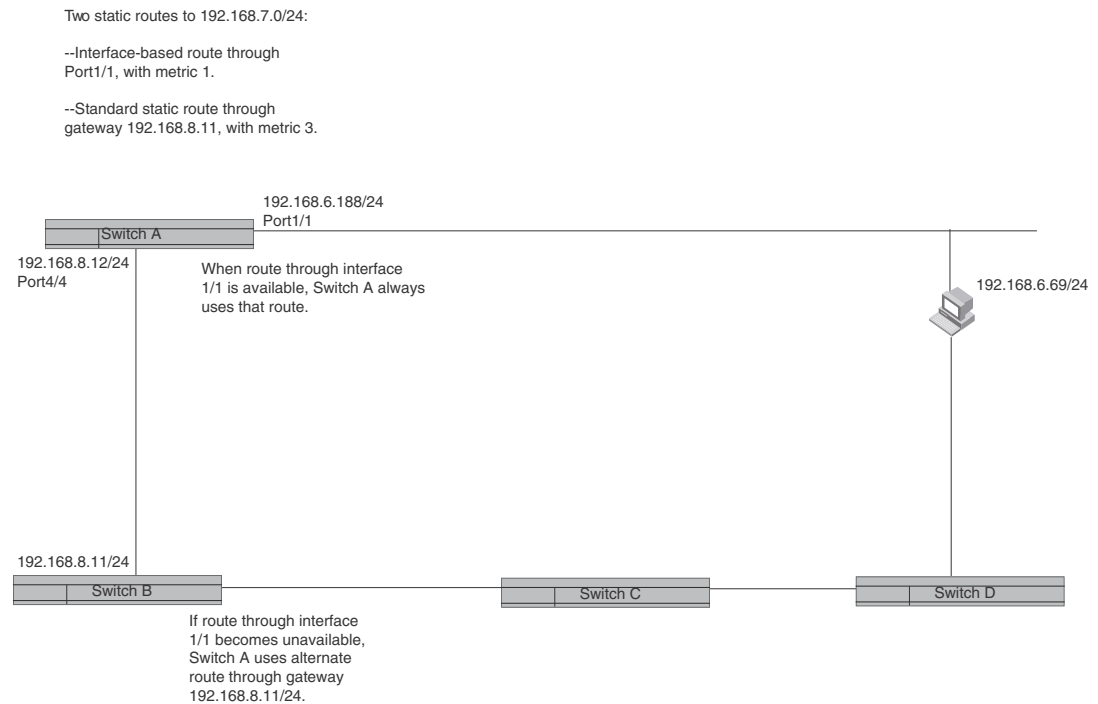 Two static routes to 192.168.7.0/24:
--Interface-based route through
Port1/1, with metric 1.
--Standard static route through
gateway 192.168.8.11, with metric 3.
192.168.6.188/24
Port1/1
Switch A
192.168.8.12/24
Port4/4
When route through interface
1/1 is available, Switch A always
uses that route.
192.168.6.69/24
192.168.8.11/24
Switch B
Switch C
Switch D
If route through interface
1/1 becomes unavailable,
Switch A uses alternate
route through gateway
192.168.8.11/24.